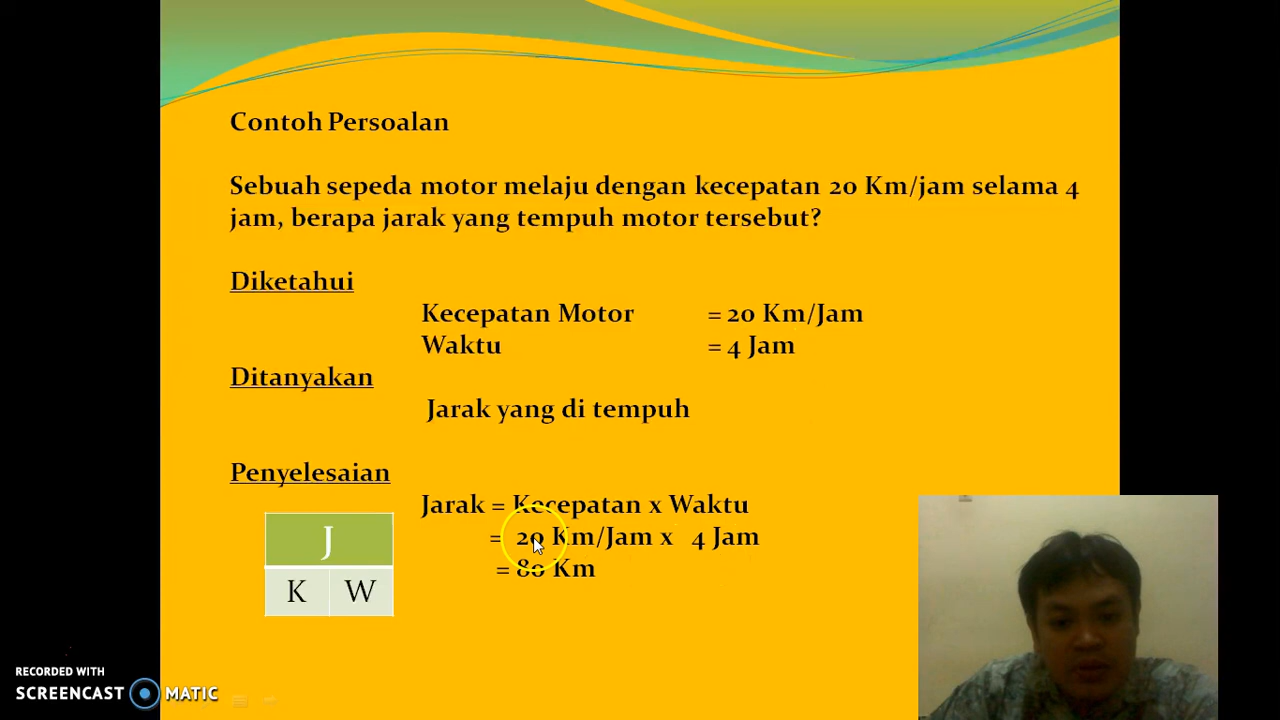 Contoh Persoalan
Sebuah sepeda motor melaju dengan kecepatan 20 Km/jam selama 4
jam, berapa jarak yang tempuh motor tersebut?
Diketahui
Kecepatan Motor = 20 Km/Jam
Waktu = 4 Jam
Ditanyakan
Jarak yang di tempuh
Penyelesaian
Jarak = Kecepatan x Waktu
= 20 Km/Jam x 4 Jam
= 80 Km
J
K W
RECORDED WITH
SCREENCAST MATIC